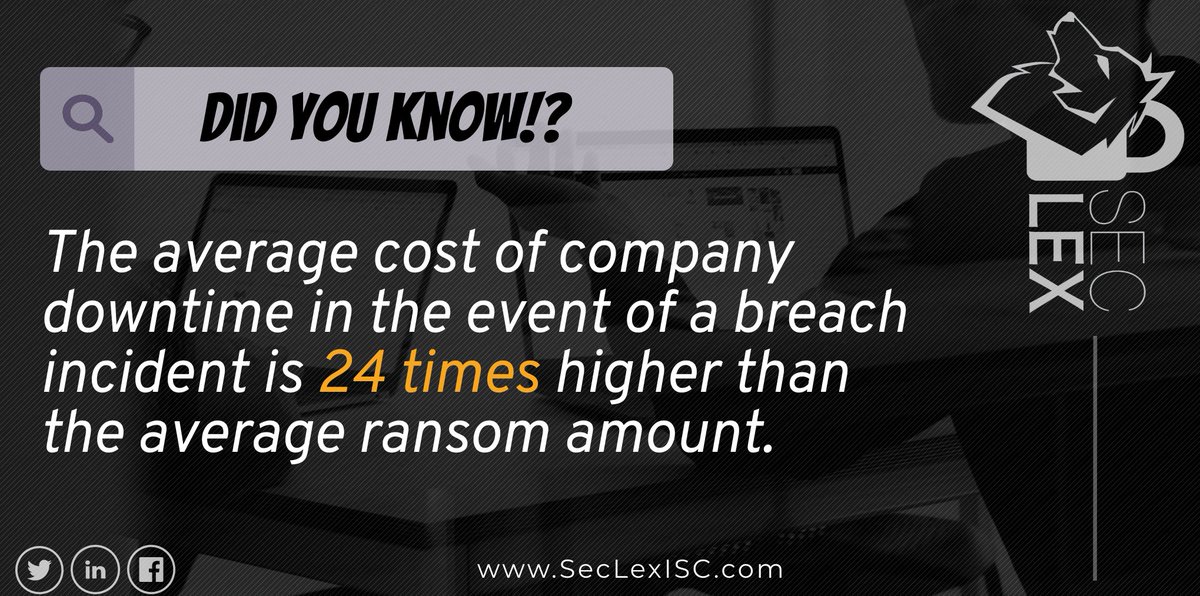 DID YOU KNOW!?
The average cost of company
downtime in the event of a breach
incident is 24 times higher than
the average ransom amount.
SEC
LEX
in
www.SecLexISC.com